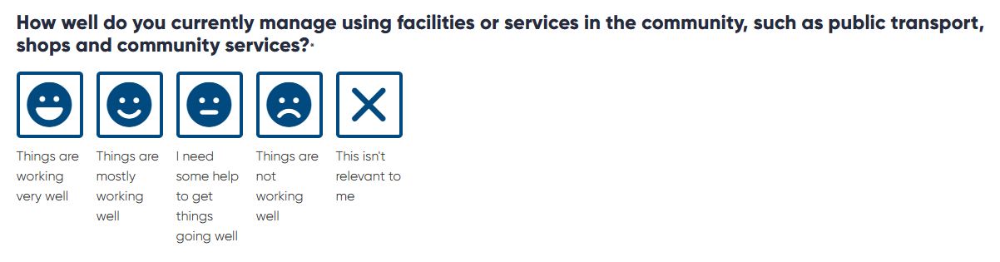 How well do you currently manage using facilities or services in the community, such as public transport,
shops and community services?*
Things are
working
very well
Things are
mostly
working
well
I need
some help
to get
things
going well
Things are
not
working
well
This isn't
relevant to
me